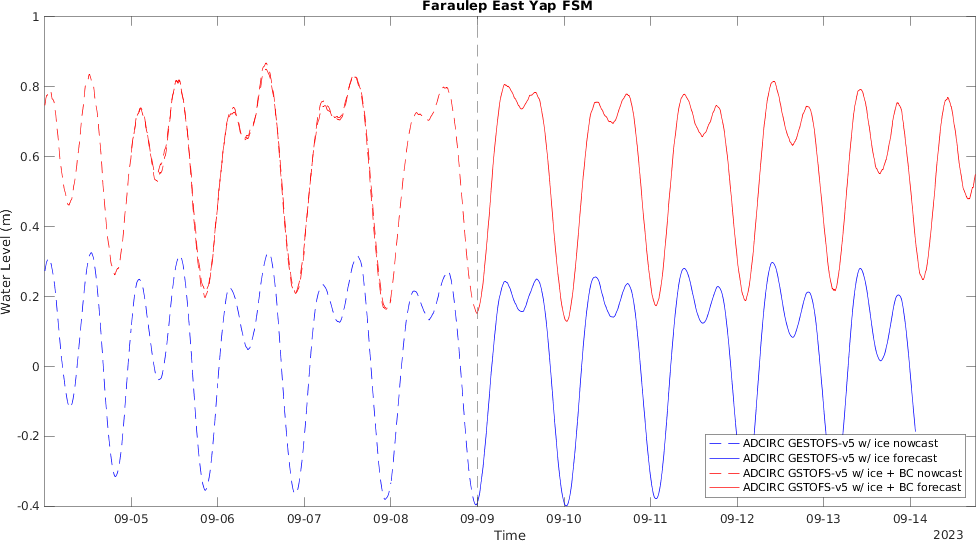 Faraulep East Yap FSM
1
0.8
0.6
0.4
0.2
0
-0.2
-0.4
Water Level (m)
ADCIRC GESTOFS-v5 w/ ice nowcast
ADCIRC GESTOFS-v5 w/ ice forecast
ADCIRC GSTOFS-v5 w/ ice + BC nowcast
ADCIRC GSTOFS-v5 w/ ice + BC forecast
09-05 09-06 09-07 09-08 09-09 09-10 09-11 09-12 09-13 09-14
Time
2023